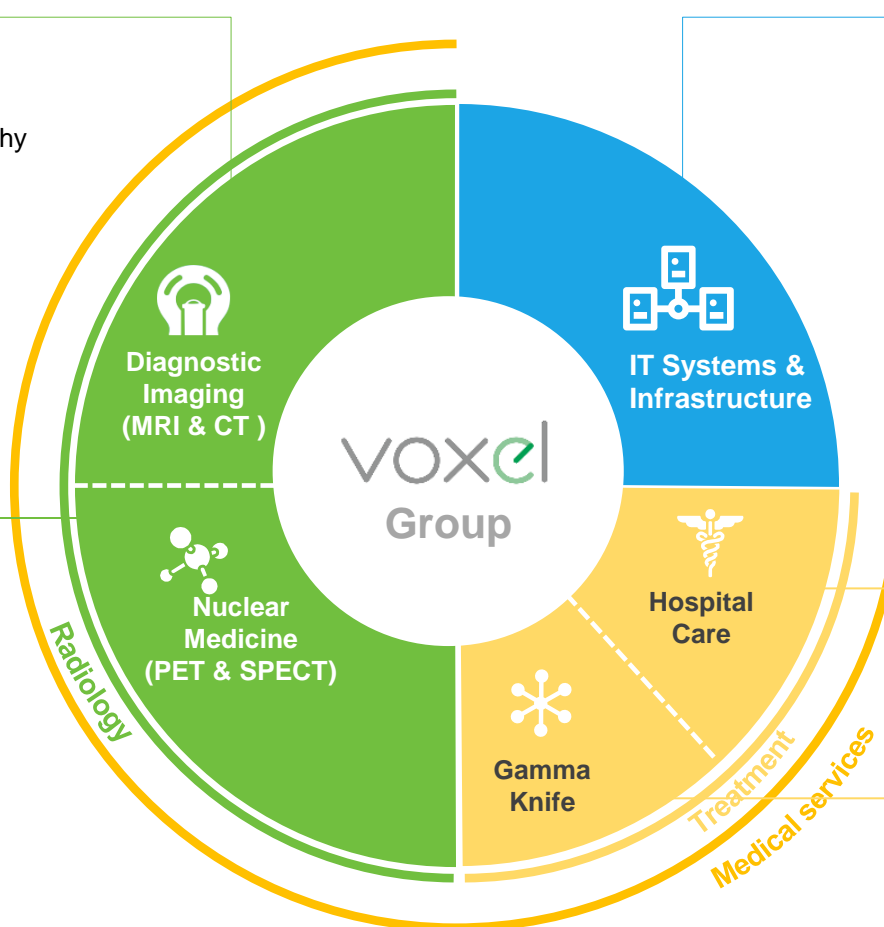 hy
Diagnostic
Imaging
(MRI & CT )
IT Systems &
Infrastructure
voxel
Group
Nuclear
Medicine
(PET & SPECT)
Hospital
Care
Gamma
Knife
Radiology
Treatment
Medical services